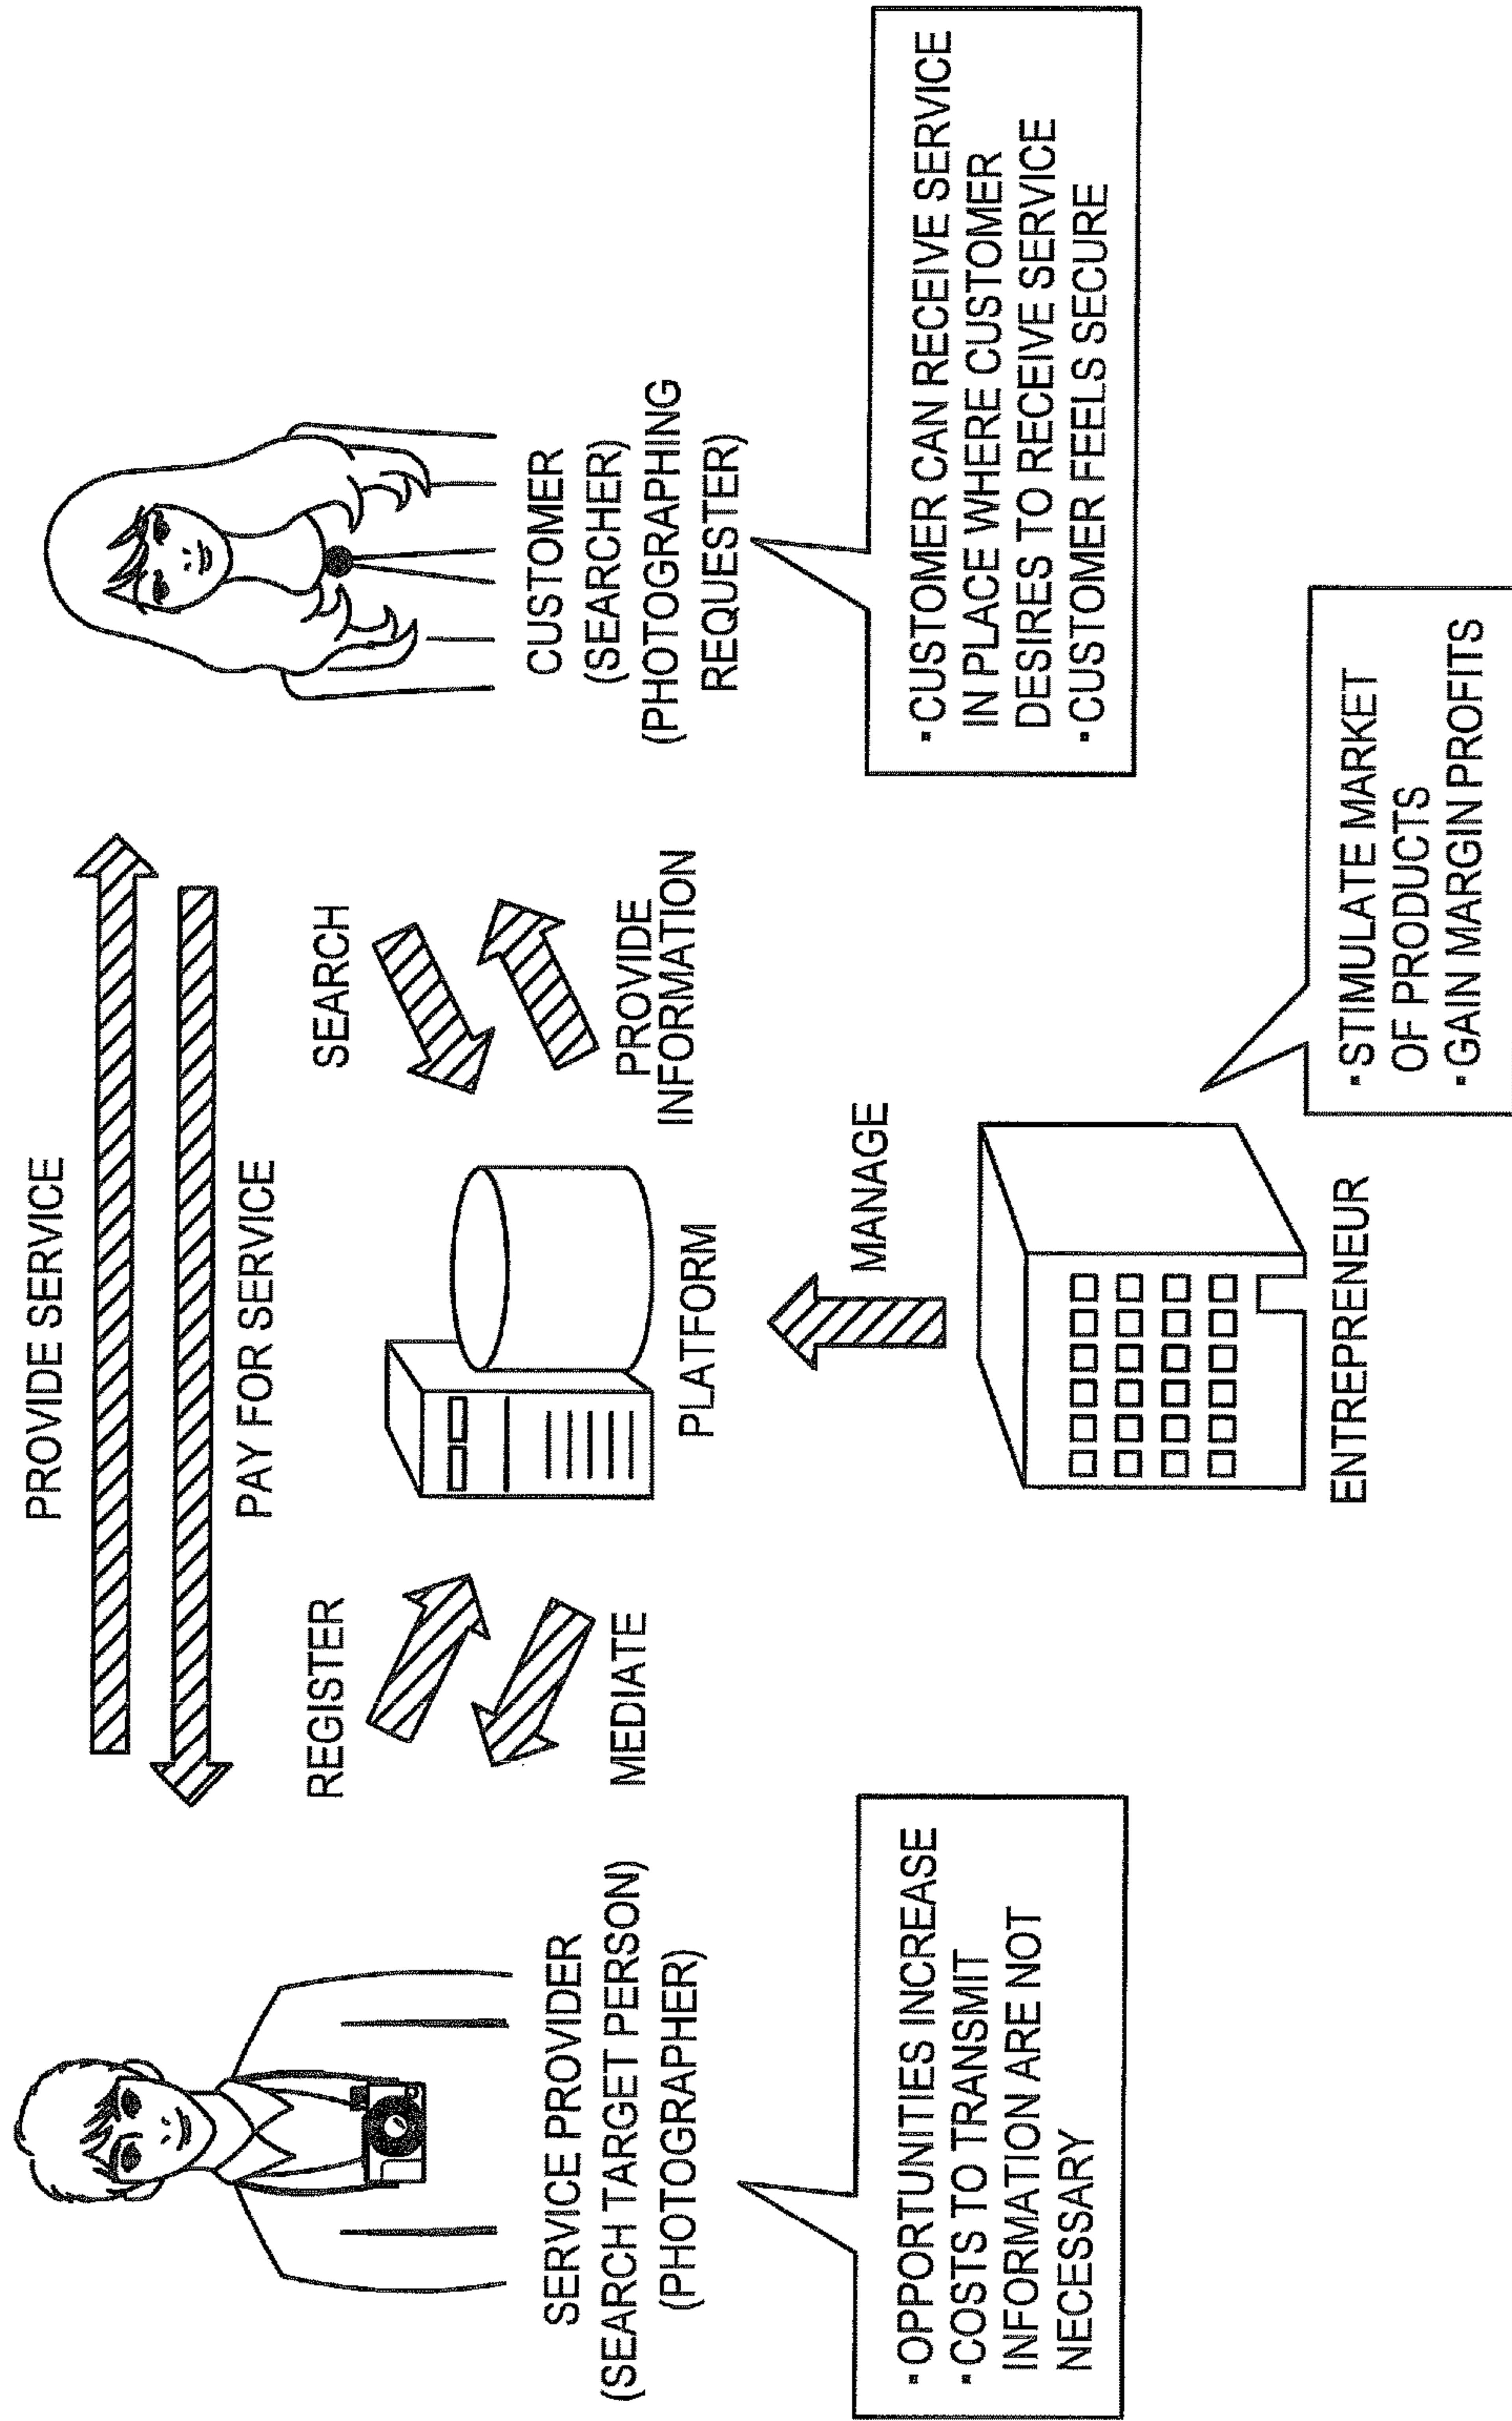 PROVIDE SERVICE
PAY FOR SERVICE
REGISTER
MEDIATE
SEARCH
PROVIDE
INFORMATION
SERVICE PROVIDER
(SEARCH TARGET PERSON)
(PHOTOGRAPHER)
PLATFORM
CUSTOMER
(SEARCHER)
(PHOTOGRAPHING
REQUESTER)
MANAGE
▪OPPORTUNITIES INCREASE
▪COSTS TO TRANSMIT
INFORMATION ARE NOT
NECESSARY
▪CUSTOMER CAN RECEIVE SERVICE
IN PLACE WHERE CUSTOMER
DESIRES TO RECEIVE SERVICE
▪CUSTOMER FEELS SECURE
ENTREPRENEUR
▪STIMULATE MARKET
OF PRODUCTS
▪GAIN MARGIN PROFITS